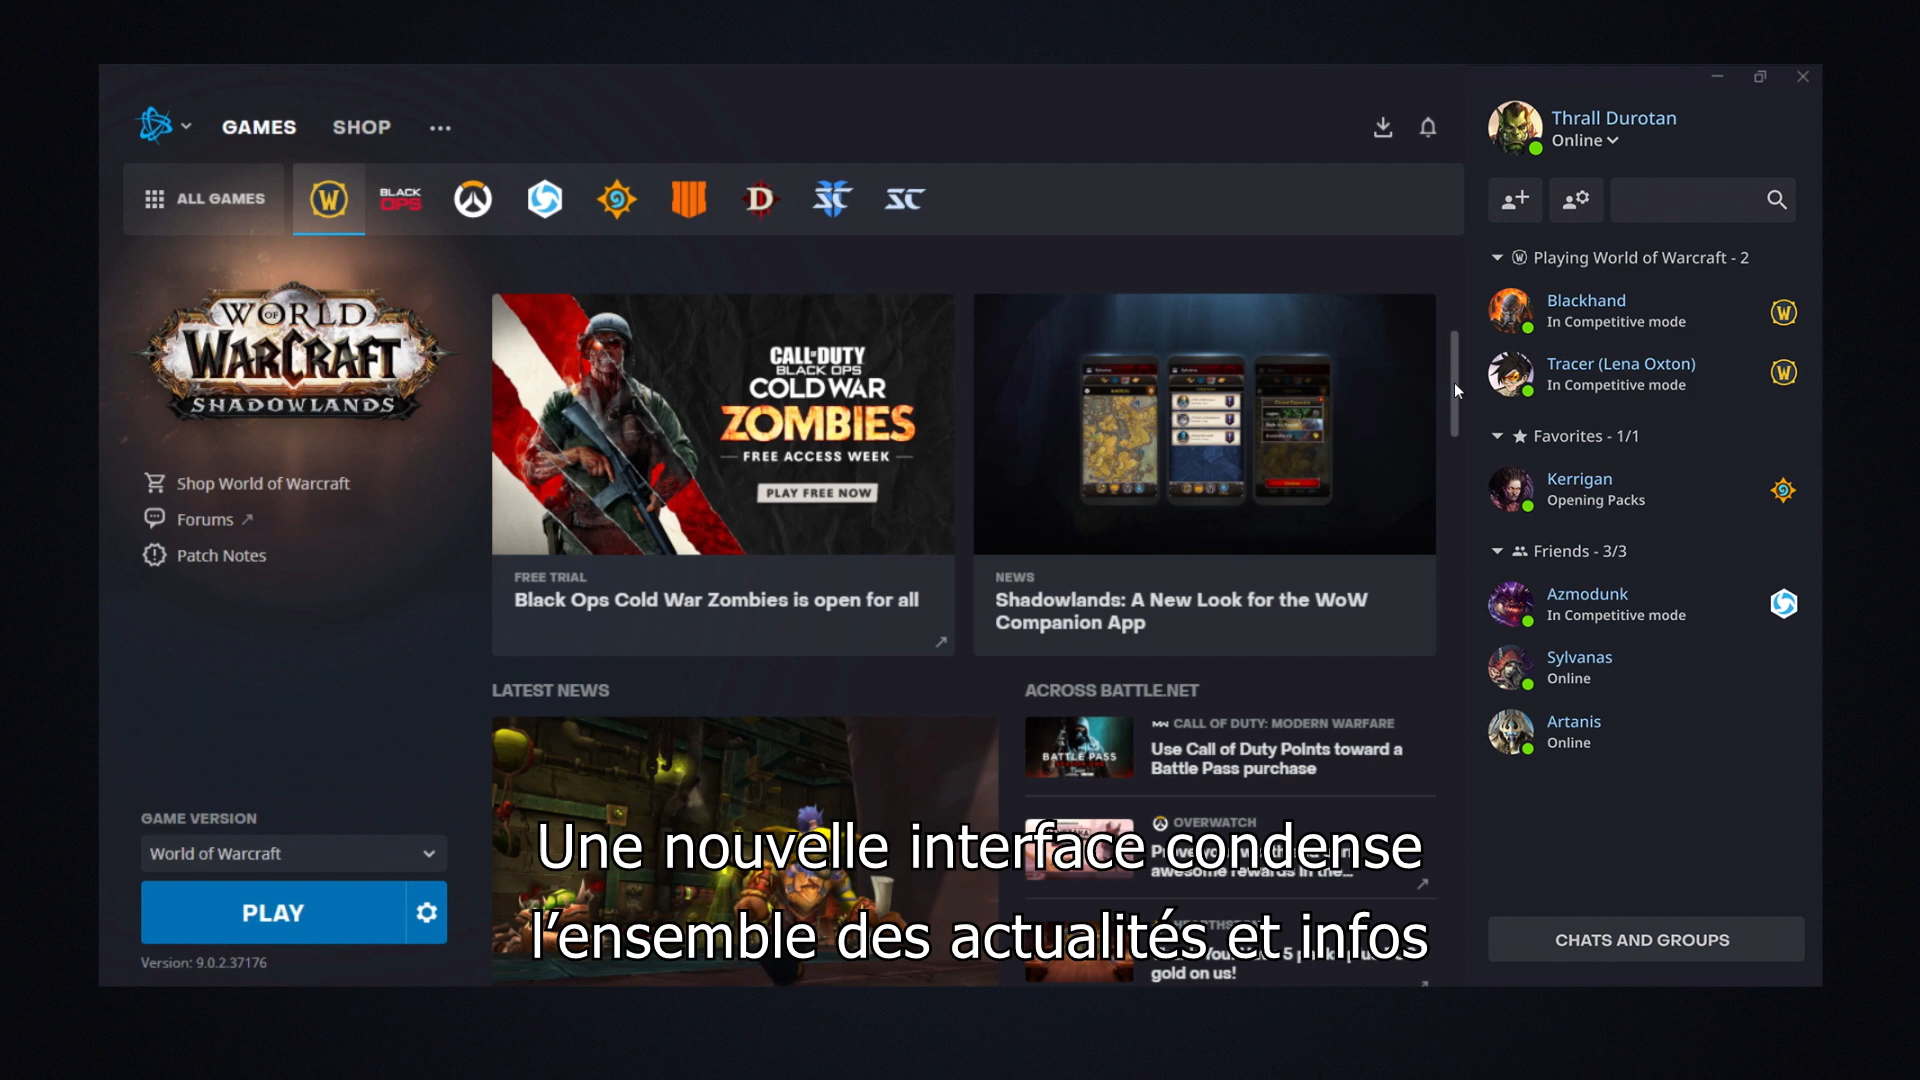 GAMES
SHOP
Thrall Durotan
Online
ALL GAMES
BLACK
OPS
WORLD
OF
WARCRAFT
SHADOWLANDS
Shop World of Warcraft
Forums
Patch Notes
GAME VERSION
World of Warcraft
PLAY
Version: 9.0.2.37176
CALL OF DUTY
BLACK OPS
COLD WAR
ZOMBIES
FREE ACCESS WEEK
PLAY FREE NOW
FREE TRIAL
Black Ops Cold War Zombies is open for all
NEWS
Shadowlands: A New Look for the WoW
Companion App
LATEST NEWS
ACROSS BATTLE.NET
BATTLE PASS
CALL OF DUTY: MODERN WARFARE
Use Call of Duty Points toward a
Battle Pass purchase
OVERWATCH
awesome rewards in the...
gold on us!
Une nouvelle interface condense
l'ensemble des actualités et infos
Playing World of Warcraft - 2
Blackhand
In Competitive mode
Tracer (Lena Oxton)
In Competitive mode
Favorites - 1/1
Kerrigan
Opening Packs
Friends - 3/3
Azmodunk
In Competitive mode
Sylvanas
Online
Artanis
Online
CHATS AND GROUPS